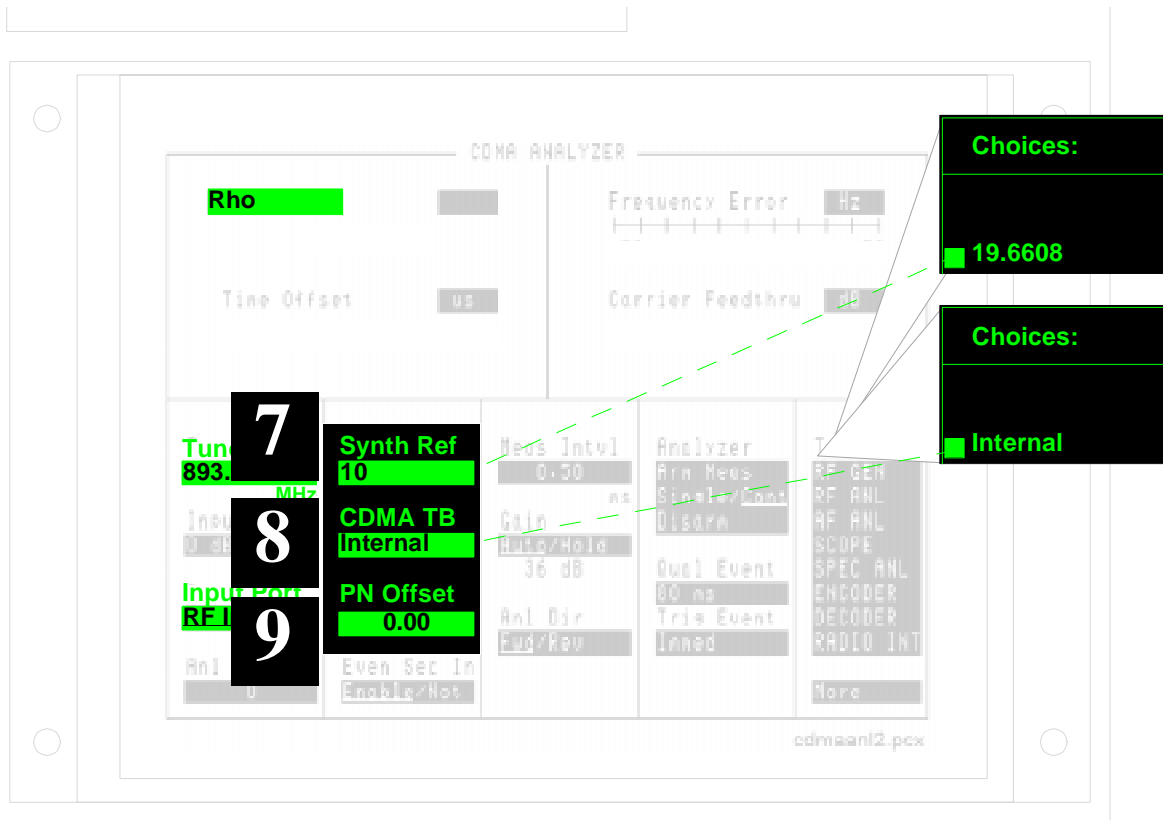 CDMA ANALYZER
Rho
Frequency Error
Hz
Time Offset
us
Carrier Feedthru
dB
Choices:
19.6608
Choices:
Internal
7
8
9
893.
MHz
Input Port
Synth Ref
10
CDMA TB
Internal
PN Offset
0.00
Even Sec In
Enable/Not
Meas Intvl
0.50
ms
Gain
Auto/Hold
36 dB
Anl Dir
Fwd/Rev
Analyzer
Arm Meas
Single/Cont
Disarm
Qual Event
80 ms
Trig Event
Immed
RF GEN
RF ANL
AF ANL
SCOPE
SPEC ANL
ENCODER
DECODER
RADIO INT
More
cdmaanl2.pcx